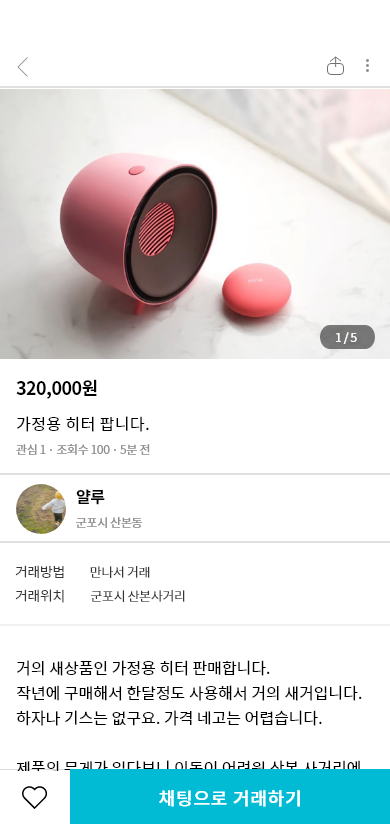 1/5
320,000원
가정용 히터 팝니다.
관심 1 · 조회수 100 · 5분 전
얄루
군포시 산본동
거래방법 만나서 거래
거래위치 군포시 산본사거리
거의 새상품인 가정용 히터 판매합니다.
작년에 구매해서 한달정도 사용해서 거의 새거입니다.
하자나 기스는 없구요. 가격 네고는 어렵습니다.
제품의 무게가 있다보니 이동이 어려워 산본 사거리에
채팅으로 거래하기